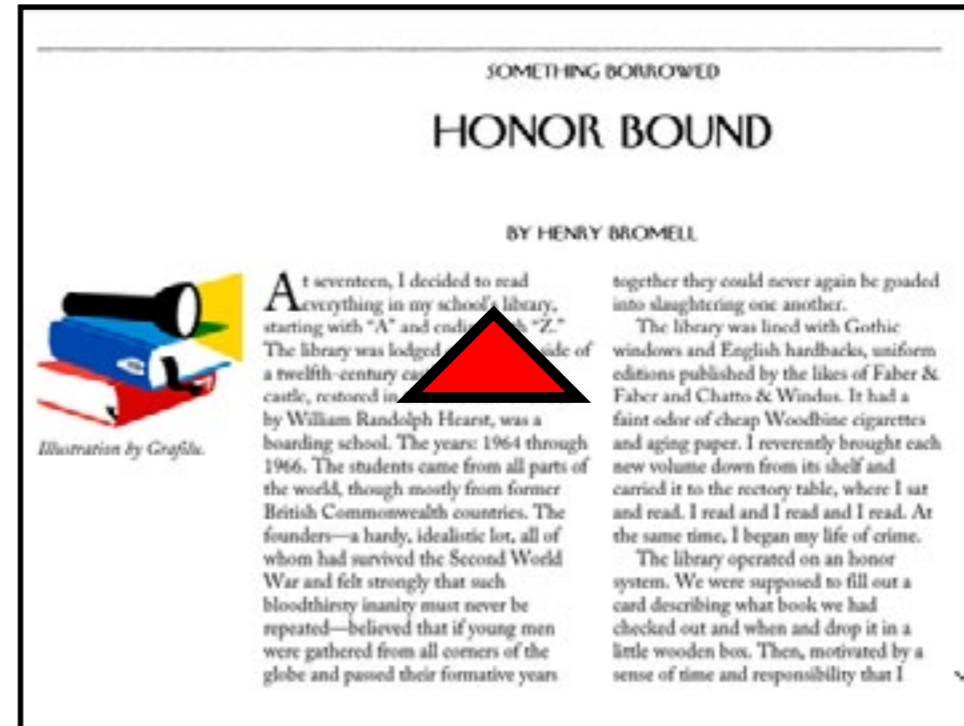 SOMETHING BORROWED
HONOR BOUND
BY HENRY BROMELL
Illustration by Grafilu.
At seventeen, I decided to read
everything in my school's library,
starting with "A" and "Z."
The library was lodged of
a twelfth-century
castle, restored in
by William Randolph Hearst, was a
boarding school. The years: 1964 through
1966. The students came from all parts of
the world, though mostly from former
British Commonwealth countries. The
founders—a hardy, idealistic lot, all of
whom had survived the Second World
War and felt strongly that such
bloodthirsty inanity must never be
repeated—believed that if young men
were gathered from all corners of the
globe and passed their formative years
together they could never again be goaded
into slaughtering one another.
The library was lined with Gothic
windows and English hardbacks, uniform
editions published by the likes of Faber &
Faber and Chatto & Windus. It had a
faint odor of cheap Woodbine cigarettes
and aging paper. I reverently brought each
new volume down from its shelf and
carried it to the rectory table, where I sat
and read. I read and I read and I read. At
the same time, I began my life of crime.
The library operated on an honor
system. We were supposed to fill out a
card describing what book we had
checked out and when and drop it in a
little wooden box. Then, motivated by a
sense of time and responsibility that I